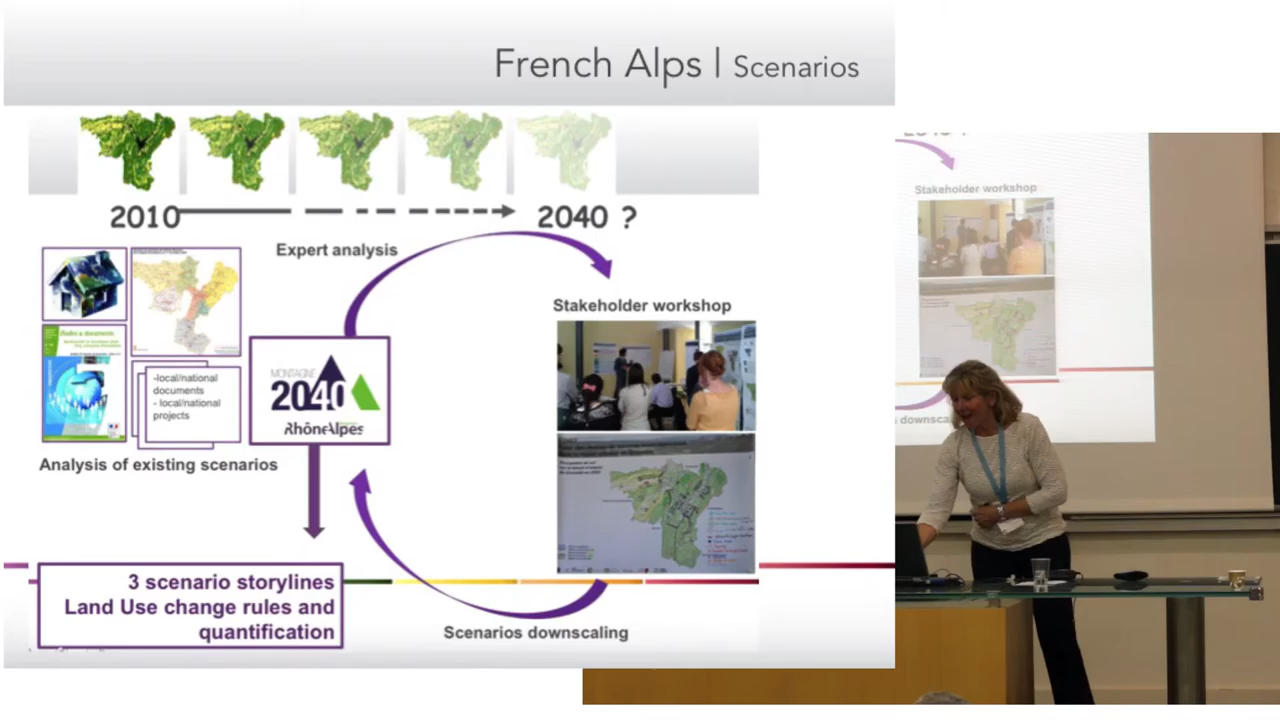 French Alps | Scenarios
2010
2040 ?
Expert analysis
Stakeholder workshop
-local/national
documents
- local/national
projects
MONTAGNE
2040
RhôneAlpes
Analysis of existing scenarios
3 scenario storylines
Land Use change rules and
quantification
Scenarios downscaling
Stakeholder workshop